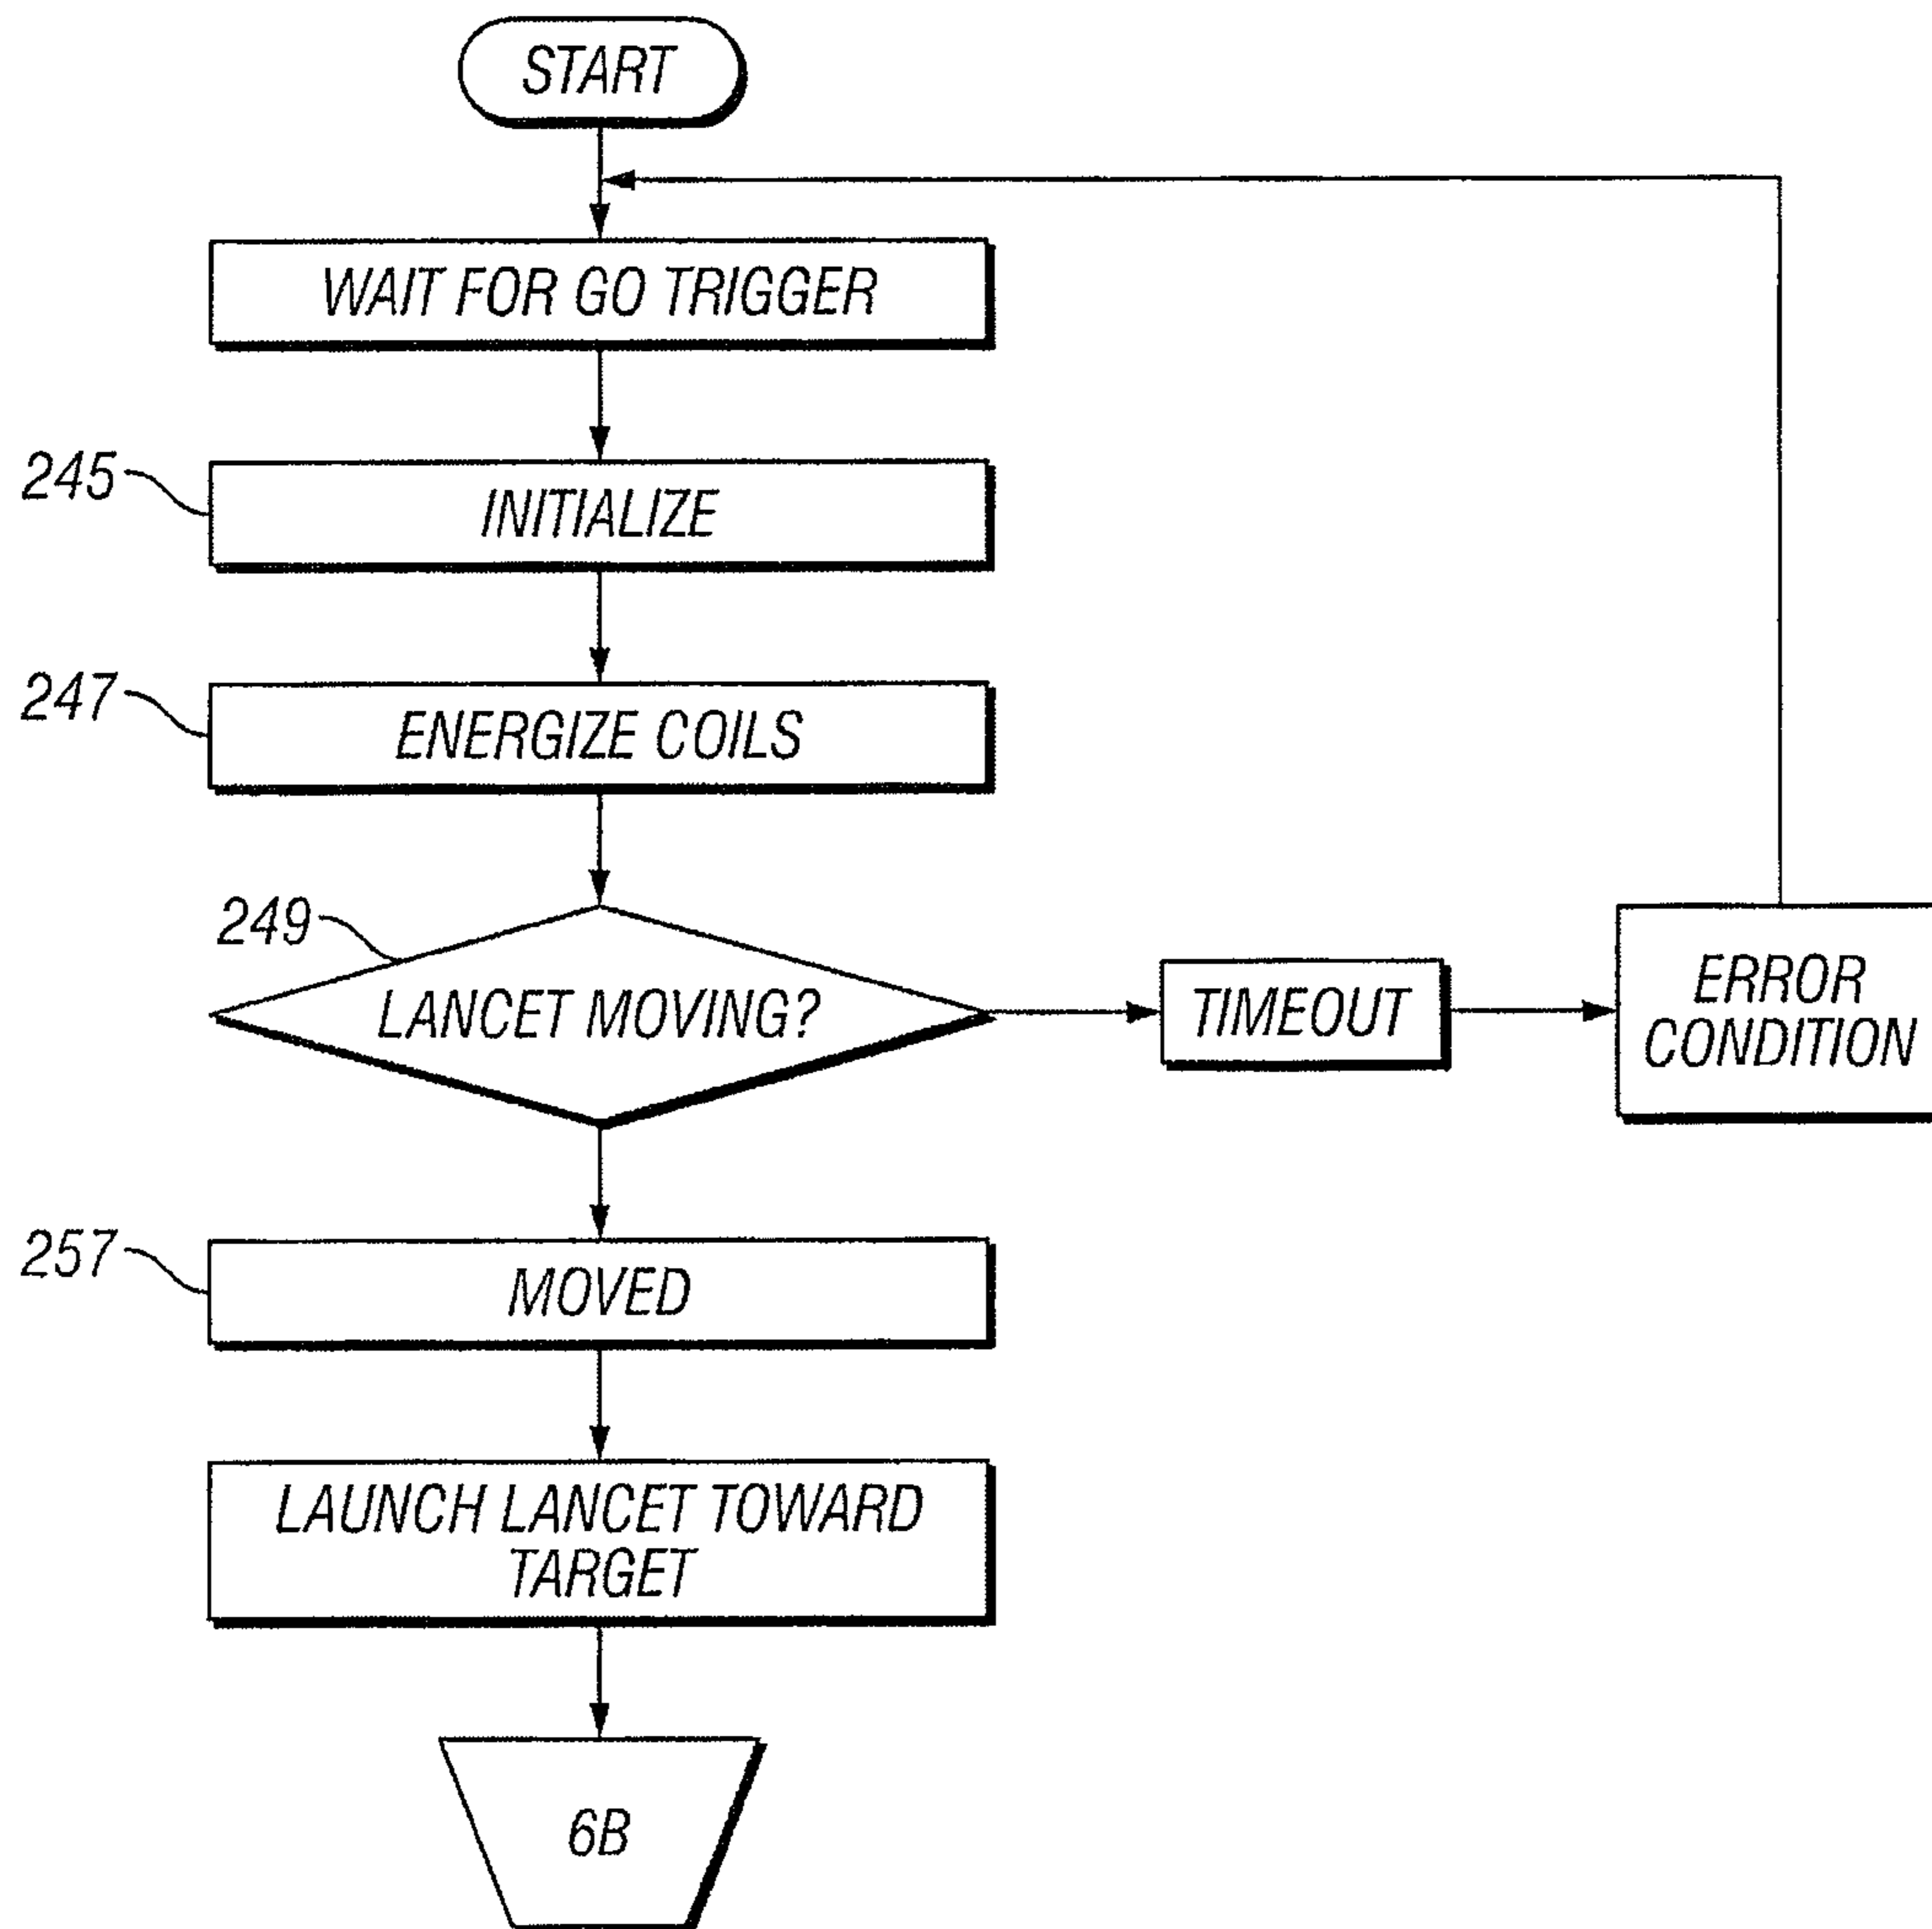 START
WAIT FOR GO TRIGGER
245
INITIALIZE
247
ENERGIZE COILS
249
LANCET MOVING?
TIMEOUT
ERROR
CONDITION
257
MOVED
LAUNCH LANCET TOWARD
TARGET
6B